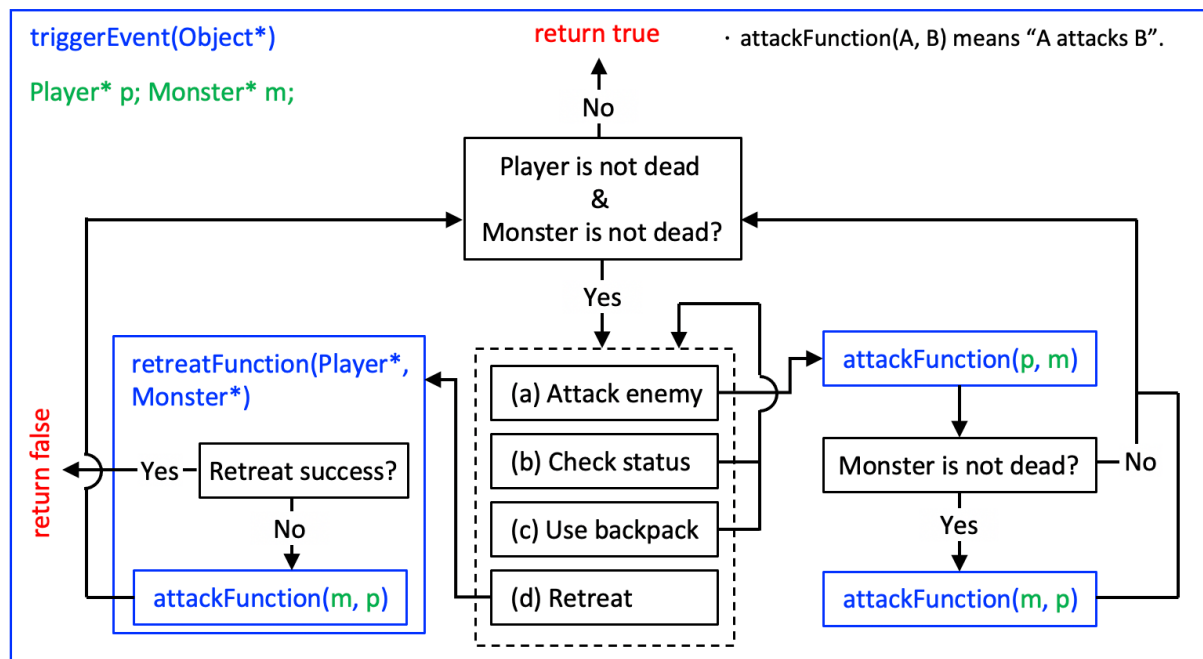 triggerEvent(Object*)
return true
· attackFunction(A, B) means “A attacks B”.
Player* p; Monster* m;
No
Player is not dead
&
Monster is not dead?
Yes
retreatFunction(Player*,
Monster*)
Retreat success?
Yes
return false
No
attackFunction(m, p)
(a) Attack enemy
(b) Check status
(c) Use backpack
(d) Retreat
attackFunction(p, m)
Monster is not dead?
No
Yes
attackFunction(m, p)